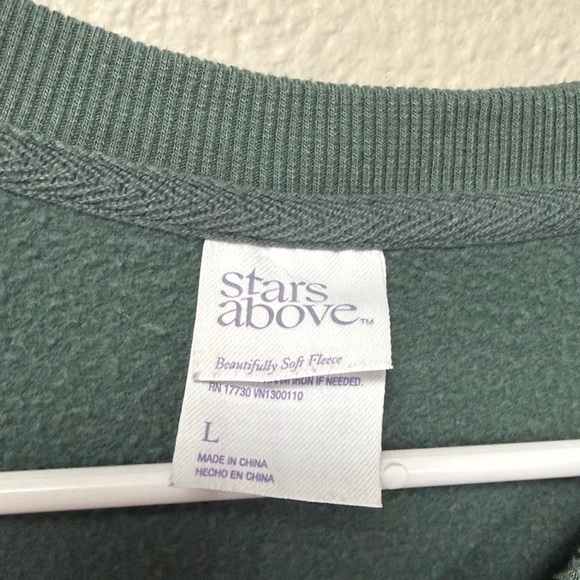 stars
above™
Beautifully Soft Fleece
IRON IF NEEDED.
RN 17730 VN1300110
L
MADE IN CHINA
HECHO EN CHINA